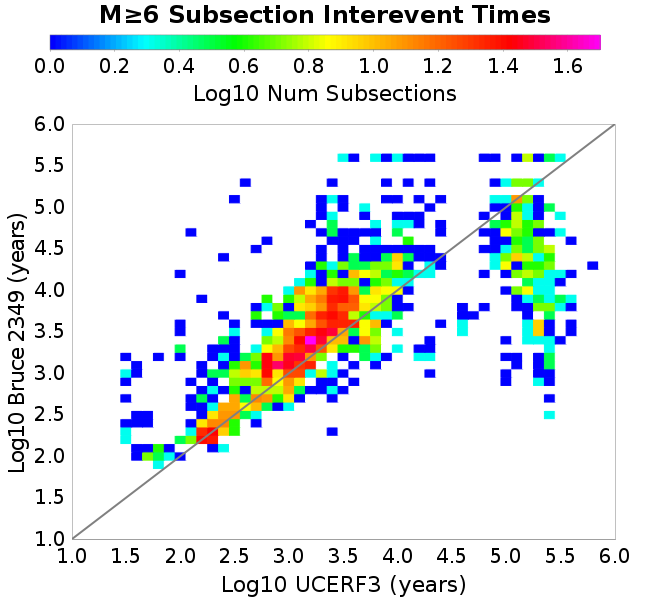 M≥6 Subsection Interevent Times
0.0 0.2 0.4 0.6 0.8 1.0 1.2 1.4 1.6
Log10 Num Subsections
6.0
5.5
5.0
4.5
4.0
3.5
3.0
2.5
2.0
1.5
1.0
Log10 Bruce 2349 (years)
1.0 1.5 2.0 2.5 3.0 3.5 4.0 4.5 5.0 5.5 6.0
Log10 UCERF3 (years)